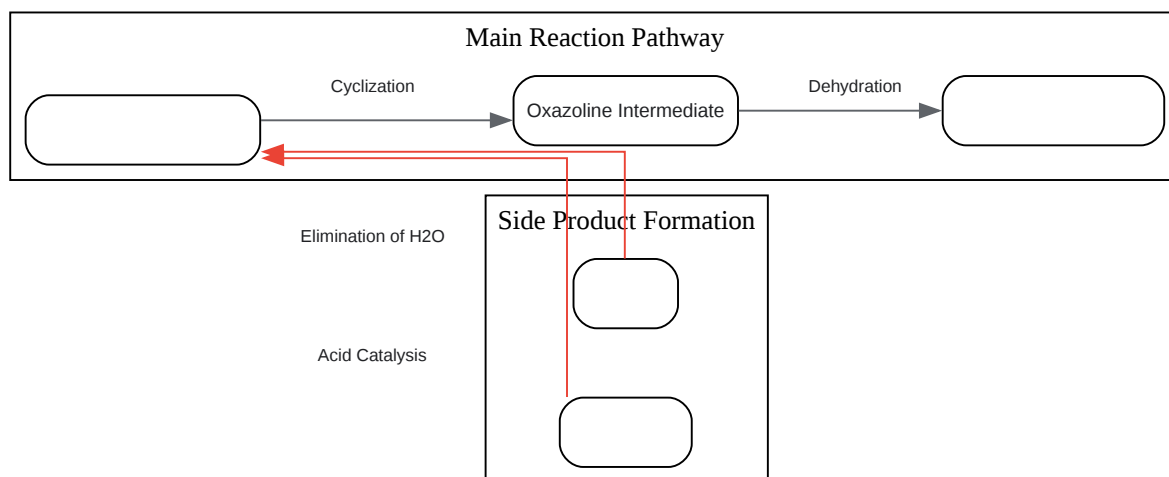 Main Reaction Pathway
Cyclization
Oxazoline Intermediate
Dehydration
Side Product Formation
Elimination of H2O
Acid Catalysis